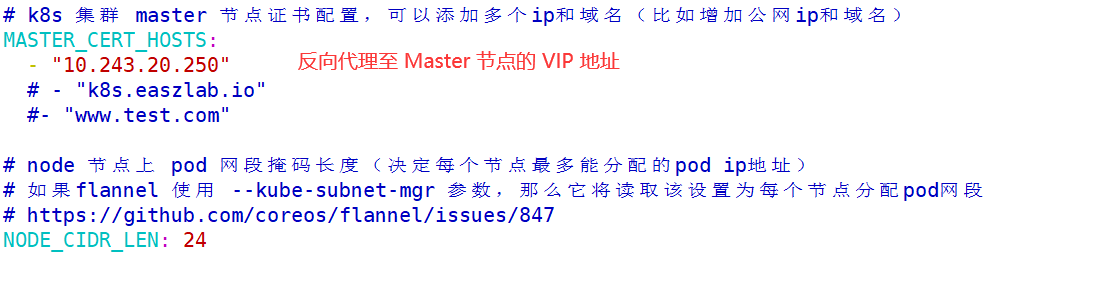 # k8s 集群 master 节点证书配置，可以添加多个ip和域名（比如增加公网ip和域名）
MASTER_CERT_HOSTS:
- "10.243.20.250" 反向代理至 Master 节点的 VIP 地址
# - "k8s.easzlab.io"
#- "www.test.com"
# node 节点上 pod 网段掩码长度（决定每个节点最多能分配的pod ip地址）
# 如果flannel 使用 --kube-subnet-mgr 参数，那么它将读取该设置为每个节点分配pod网段
# https://github.com/coreos/flannel/issues/847
NODE_CIDR_LEN: 24